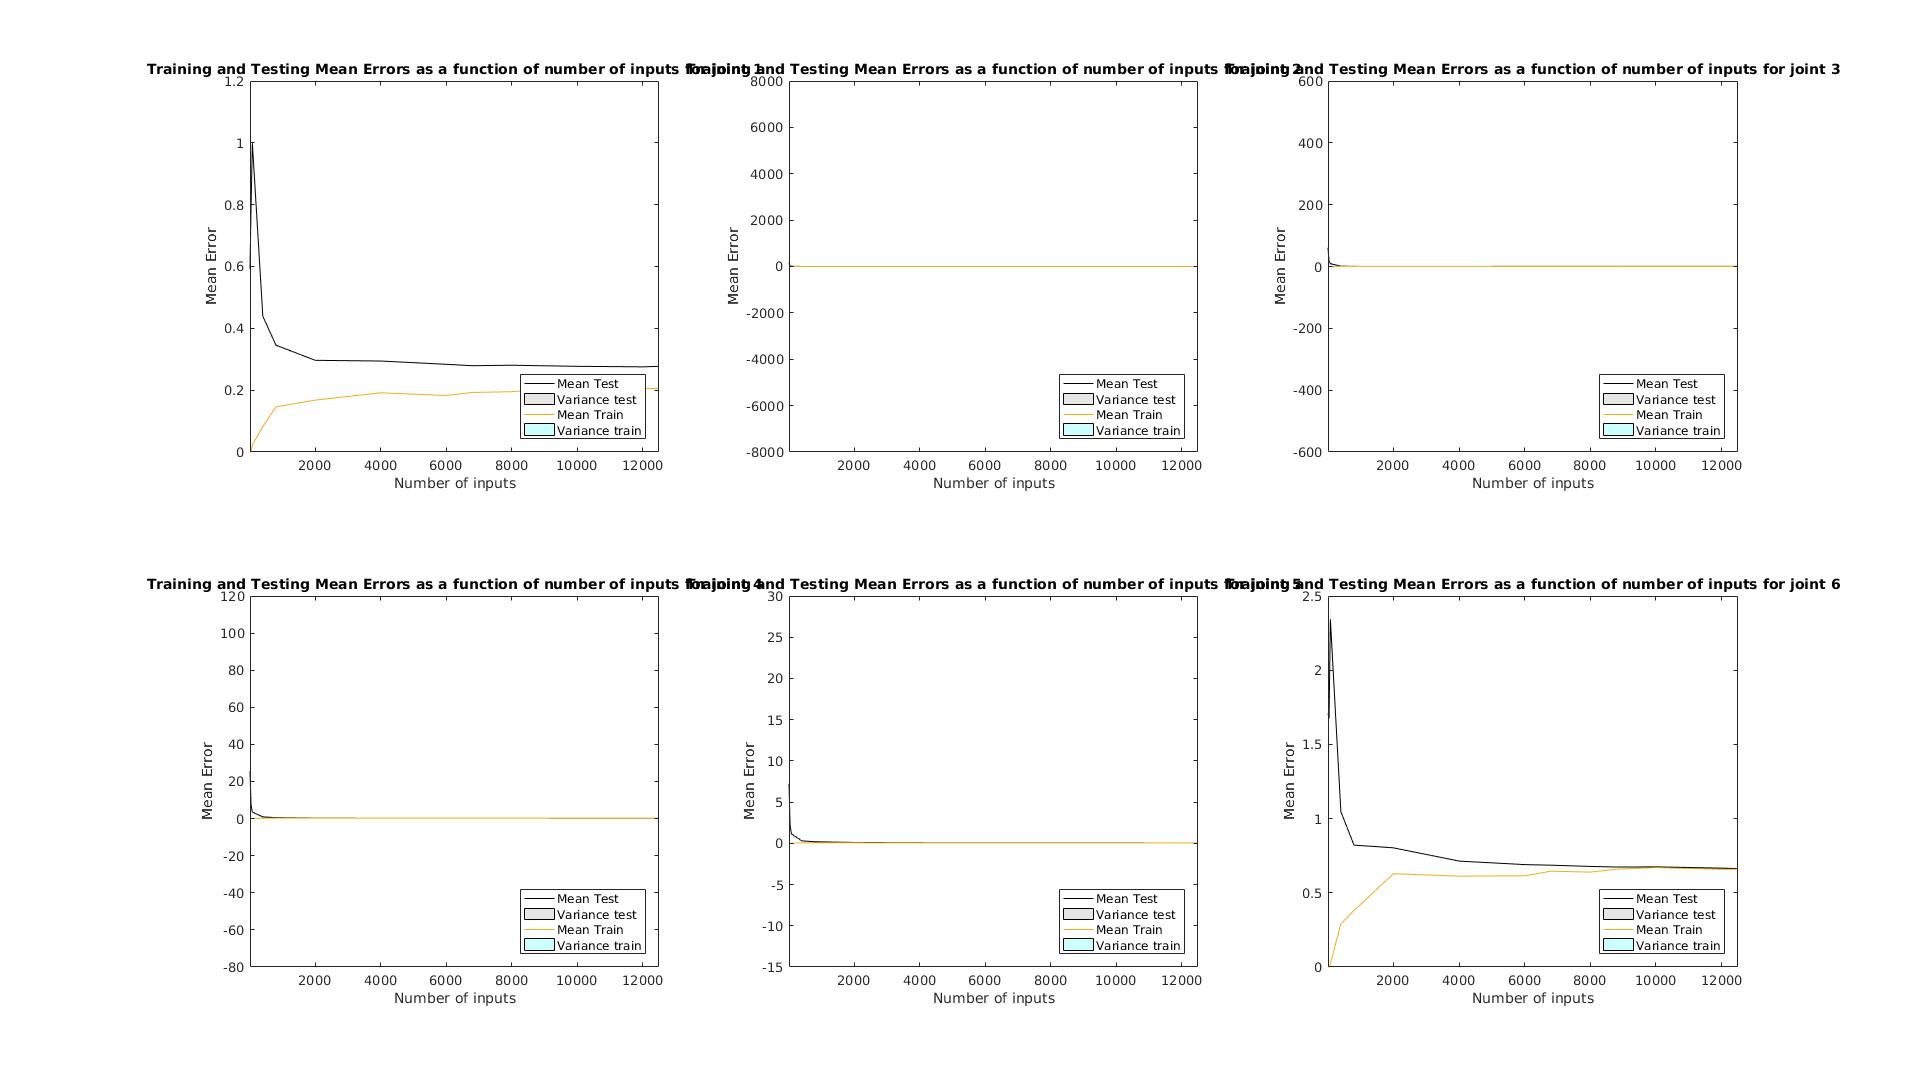 Training and Testing Mean Errors as a function of number of inputs for joint 1
1.2
1
0.8
0.6
0.4
0.2
0
Mean Error
2000 4000 6000 8000 10000 12000
Number of inputs
Mean Test
Variance test
Mean Train
Variance train
Training and Testing Mean Errors as a function of number of inputs for joint 2
8000
6000
4000
2000
0
-2000
-4000
-6000
-8000
Mean Error
2000 4000 6000 8000 10000 12000
Number of inputs
Mean Test
Variance test
Mean Train
Variance train
Training and Testing Mean Errors as a function of number of inputs for joint 3
600
400
200
0
-200
-400
-600
Mean Error
2000 4000 6000 8000 10000 12000
Number of inputs
Mean Test
Variance test
Mean Train
Variance train
Training and Testing Mean Errors as a function of number of inputs for joint 4
120
100
80
60
40
20
0
-20
-40
-60
-80
Mean Error
2000 4000 6000 8000 10000 12000
Number of inputs
Mean Test
Variance test
Mean Train
Variance train
Training and Testing Mean Errors as a function of number of inputs for joint 5
30
25
20
15
10
5
0
-5
-10
-15
Mean Error
2000 4000 6000 8000 10000 12000
Number of inputs
Mean Test
Variance test
Mean Train
Variance train
Training and Testing Mean Errors as a function of number of inputs for joint 6
2.5
2
1.5
1
0.5
0
Mean Error
2000 4000 6000 8000 10000 12000
Number of inputs
Mean Test
Variance test
Mean Train
Variance train